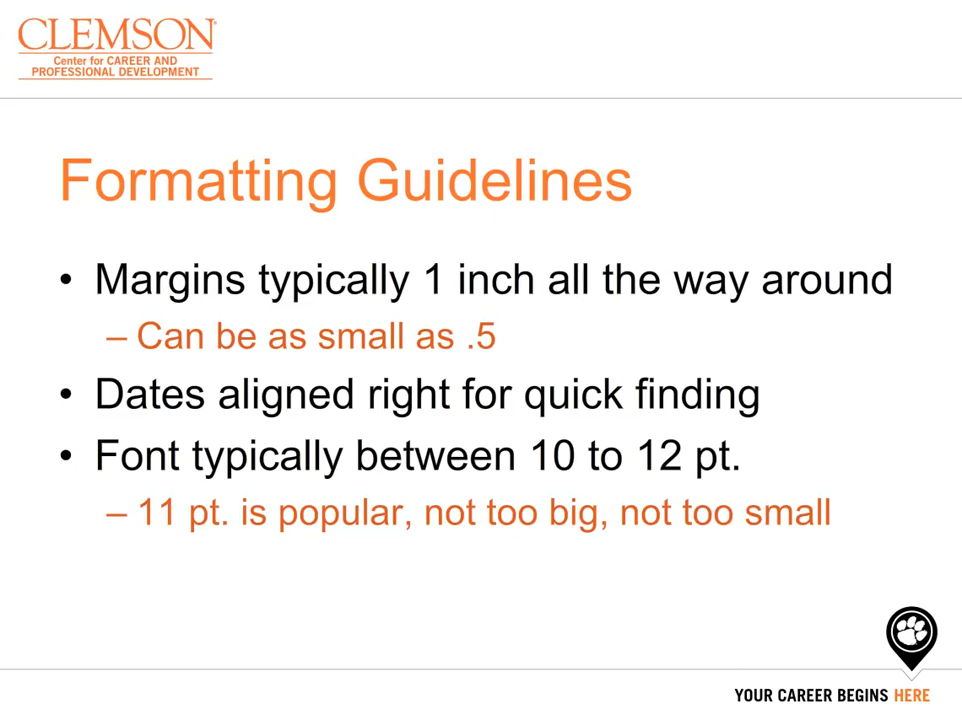 CLEMSON
Center for CAREER AND
PROFESSIONAL DEVELOPMENT
Formatting Guidelines
• Margins typically 1 inch all the way around
– Can be as small as .5
• Dates aligned right for quick finding
• Font typically between 10 to 12 pt.
– 11 pt. is popular, not too big, not too small
YOUR CAREER BEGINS HERE